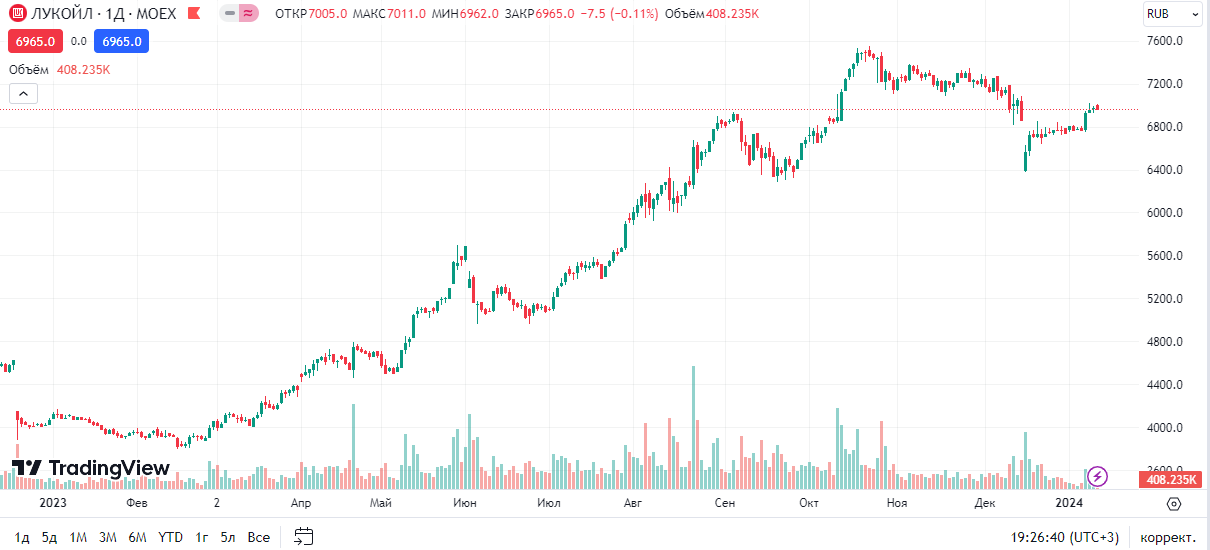 ЛУКОЙЛ · 1Д · MOEX ОТКР7005.0 МАКС7011.0 МИН6962.0 ЗАКР6965.0 −7.5 (−0.11%) Объём408.235K
RUB
6965.0 0.0 6965.0
Объём 408.235K
7600.0
7200.0
6800.0
6400.0
6000.0
5600.0
5200.0
4800.0
4400.0
4000.0
3600.0
TradingView
408.235K
2023 Фев 2 Апр Май Июн Июл Авг Сен Окт Ноя Дек 2024
1д 5д 1М 3М 6М YTD 1г 5л Все 19:26:40 (UTC+3) коррект.